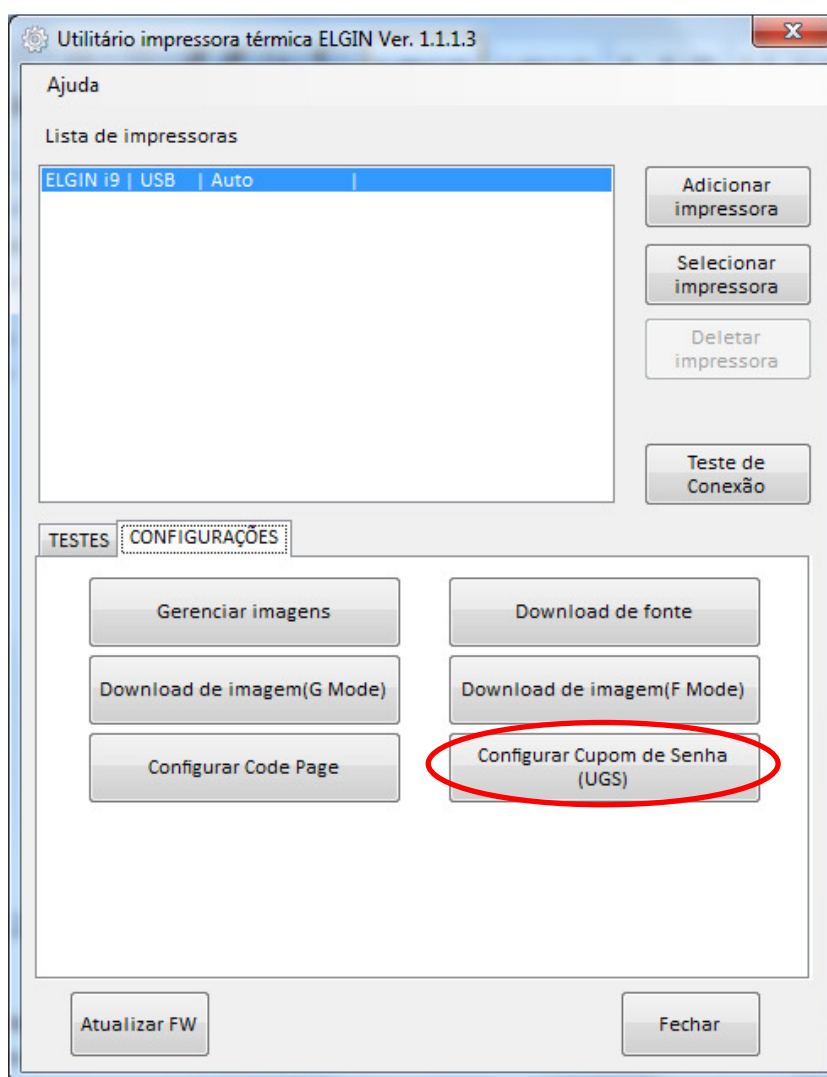 Utilitário impressora térmica ELGIN Ver. 1.1.1.3
Ajuda
Lista de impressoras
ELGIN i9 | USB | Auto |
Adicionar
impressora
Selecionar
impressora
Deletar
impressora
Teste de
Conexão
TESTES CONFIGURAÇÕES
Gerenciar imagens
Download de fonte
Download de imagem(G Mode)
Download de imagem(F Mode)
Configurar Code Page
Configurar Cupom de Senha
(UGS)
Atualizar FW
Fechar